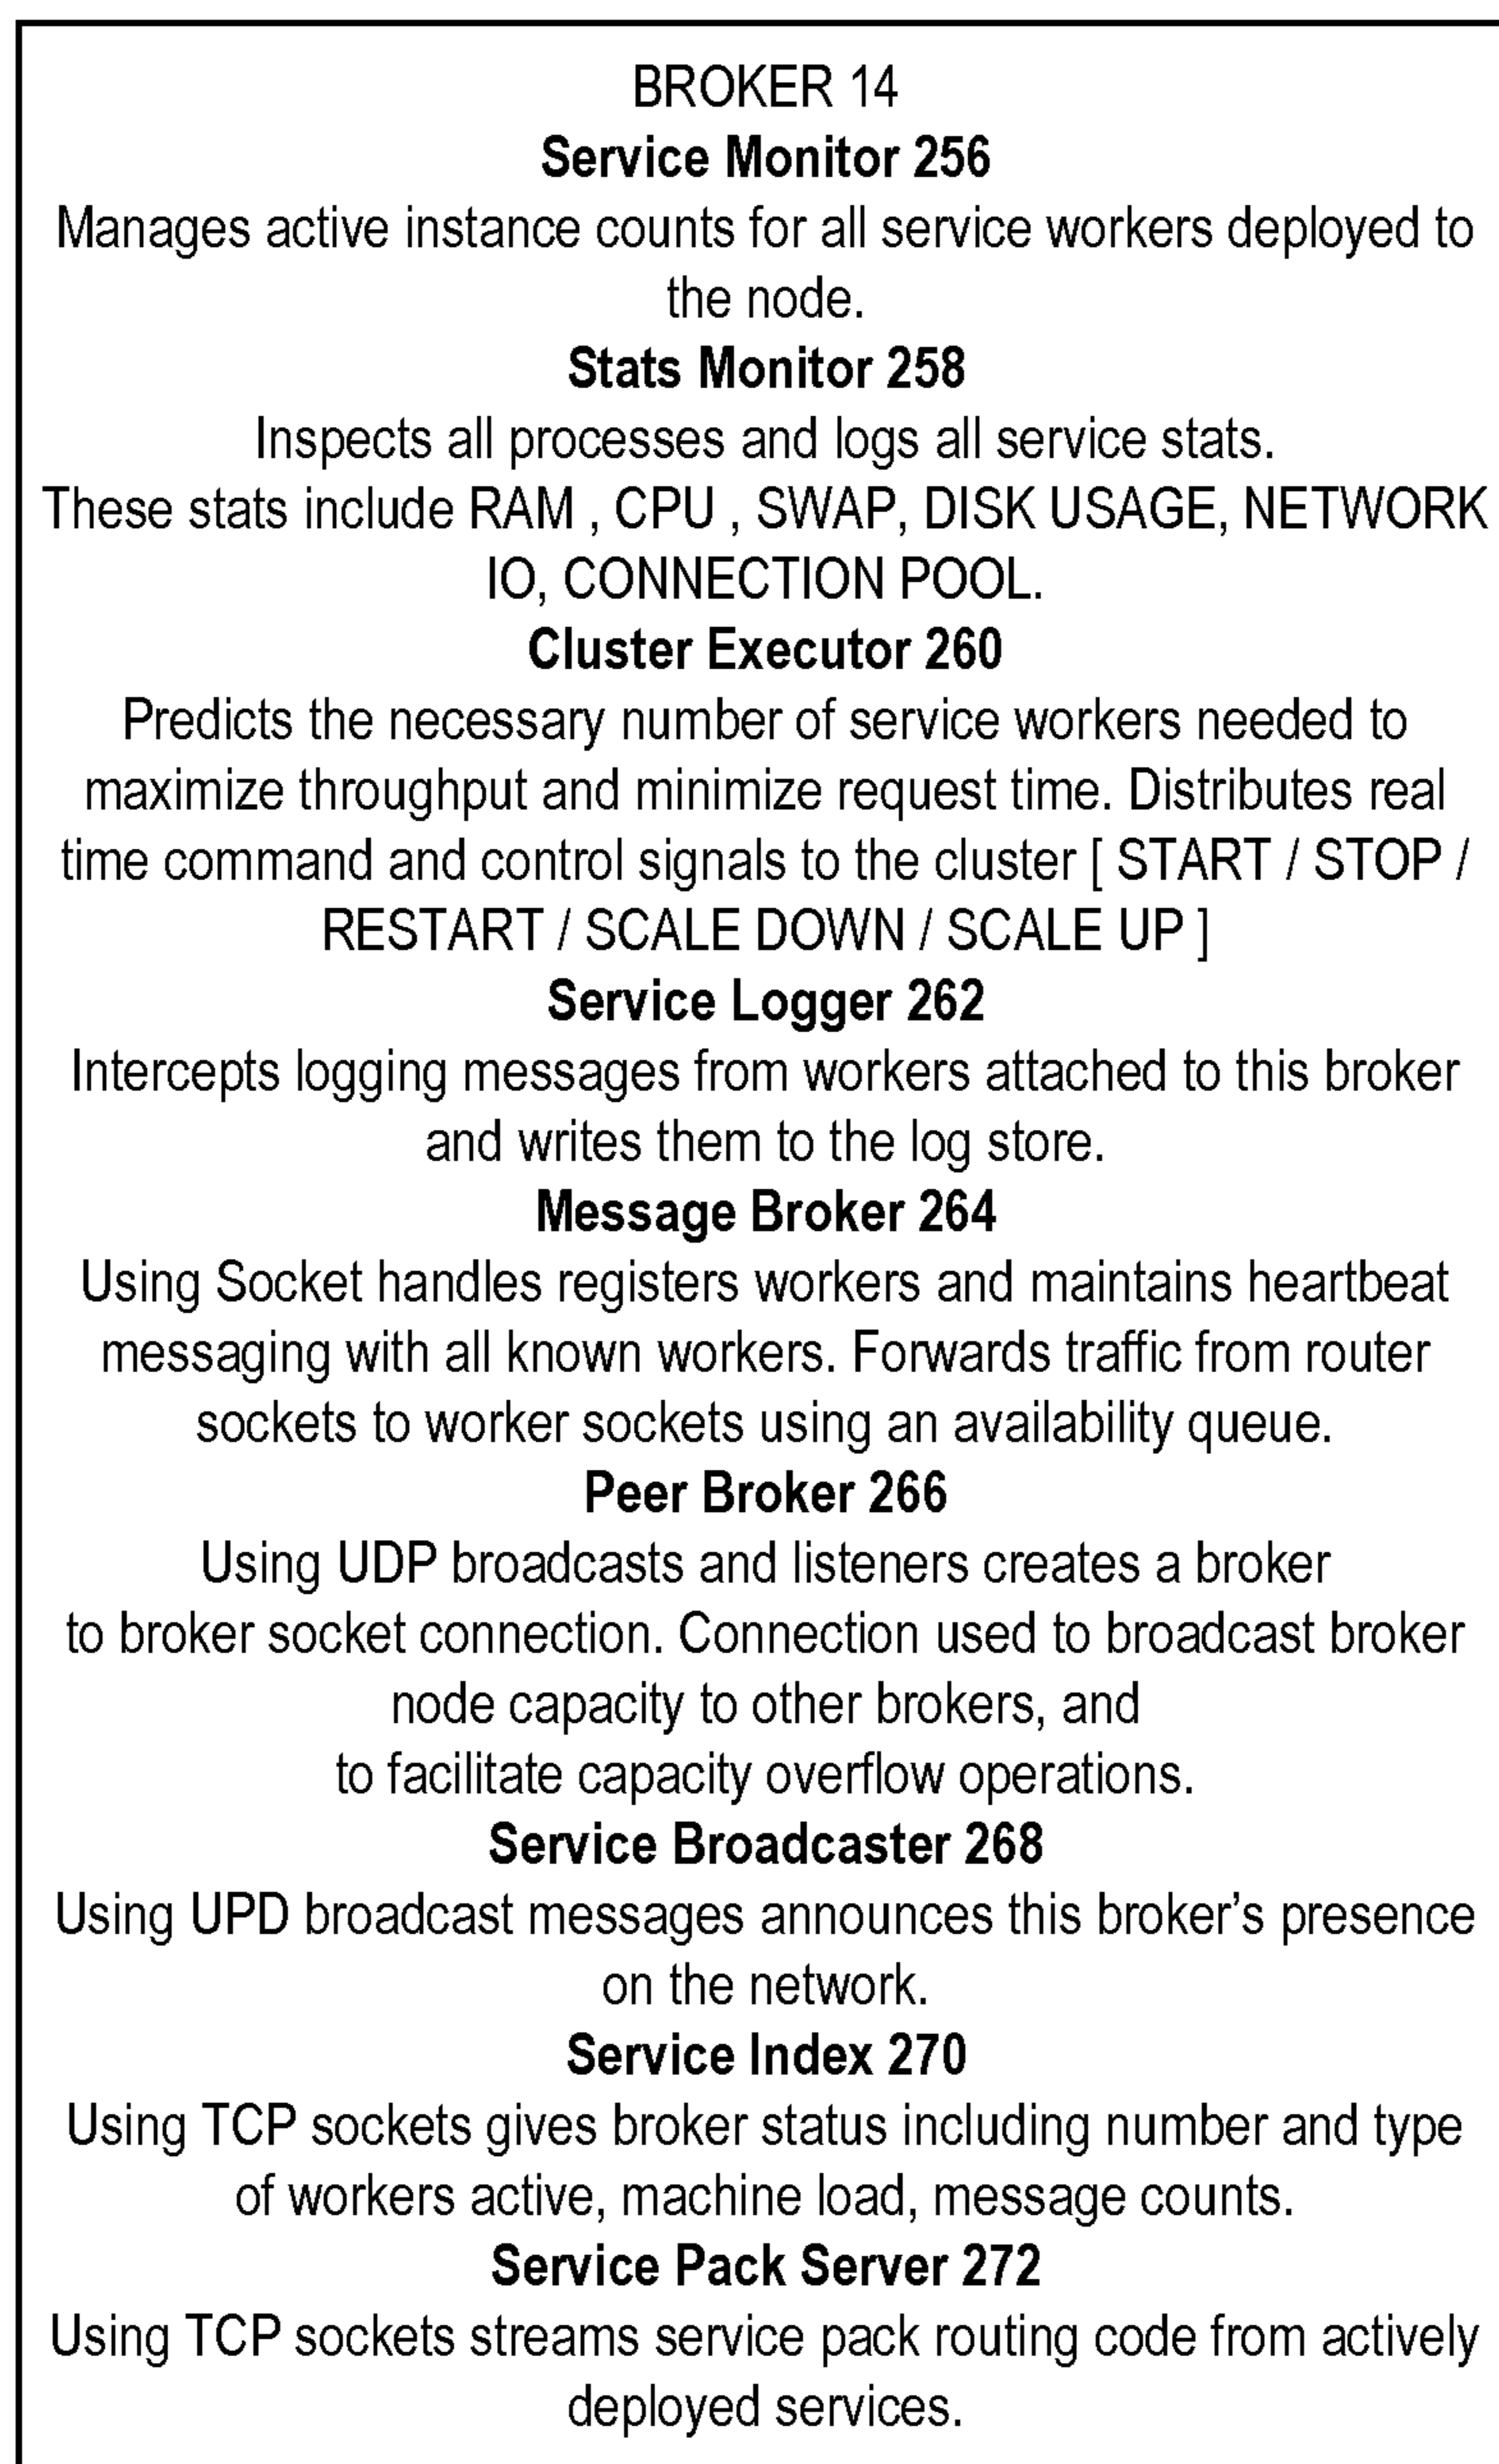 BROKER 14
Service Monitor 256
Manages active instance counts for all service workers deployed to
the node.
Stats Monitor 258
Inspects all processes and logs all service stats.
These stats include RAM , CPU , SWAP, DISK USAGE, NETWORK
IO, CONNECTION POOL.
Cluster Executor 260
Predicts the necessary number of service workers needed to
maximize throughput and minimize request time. Distributes real
time command and control signals to the cluster [ START / STOP /
RESTART / SCALE DOWN / SCALE UP ]
Service Logger 262
Intercepts logging messages from workers attached to this broker
and writes them to the log store.
Message Broker 264
Using Socket handles registers workers and maintains heartbeat
messaging with all known workers. Forwards traffic from router
sockets to worker sockets using an availability queue.
Peer Broker 266
Using UDP broadcasts and listeners creates a broker
to broker socket connection. Connection used to broadcast broker
node capacity to other brokers, and
to facilitate capacity overflow operations.
Service Broadcaster 268
Using UPD broadcast messages announces this broker’s presence
on the network.
Service Index 270
Using TCP sockets gives broker status including number and type
of workers active, machine load, message counts.
Service Pack Server 272
Using TCP sockets streams service pack routing code from actively
deployed services.